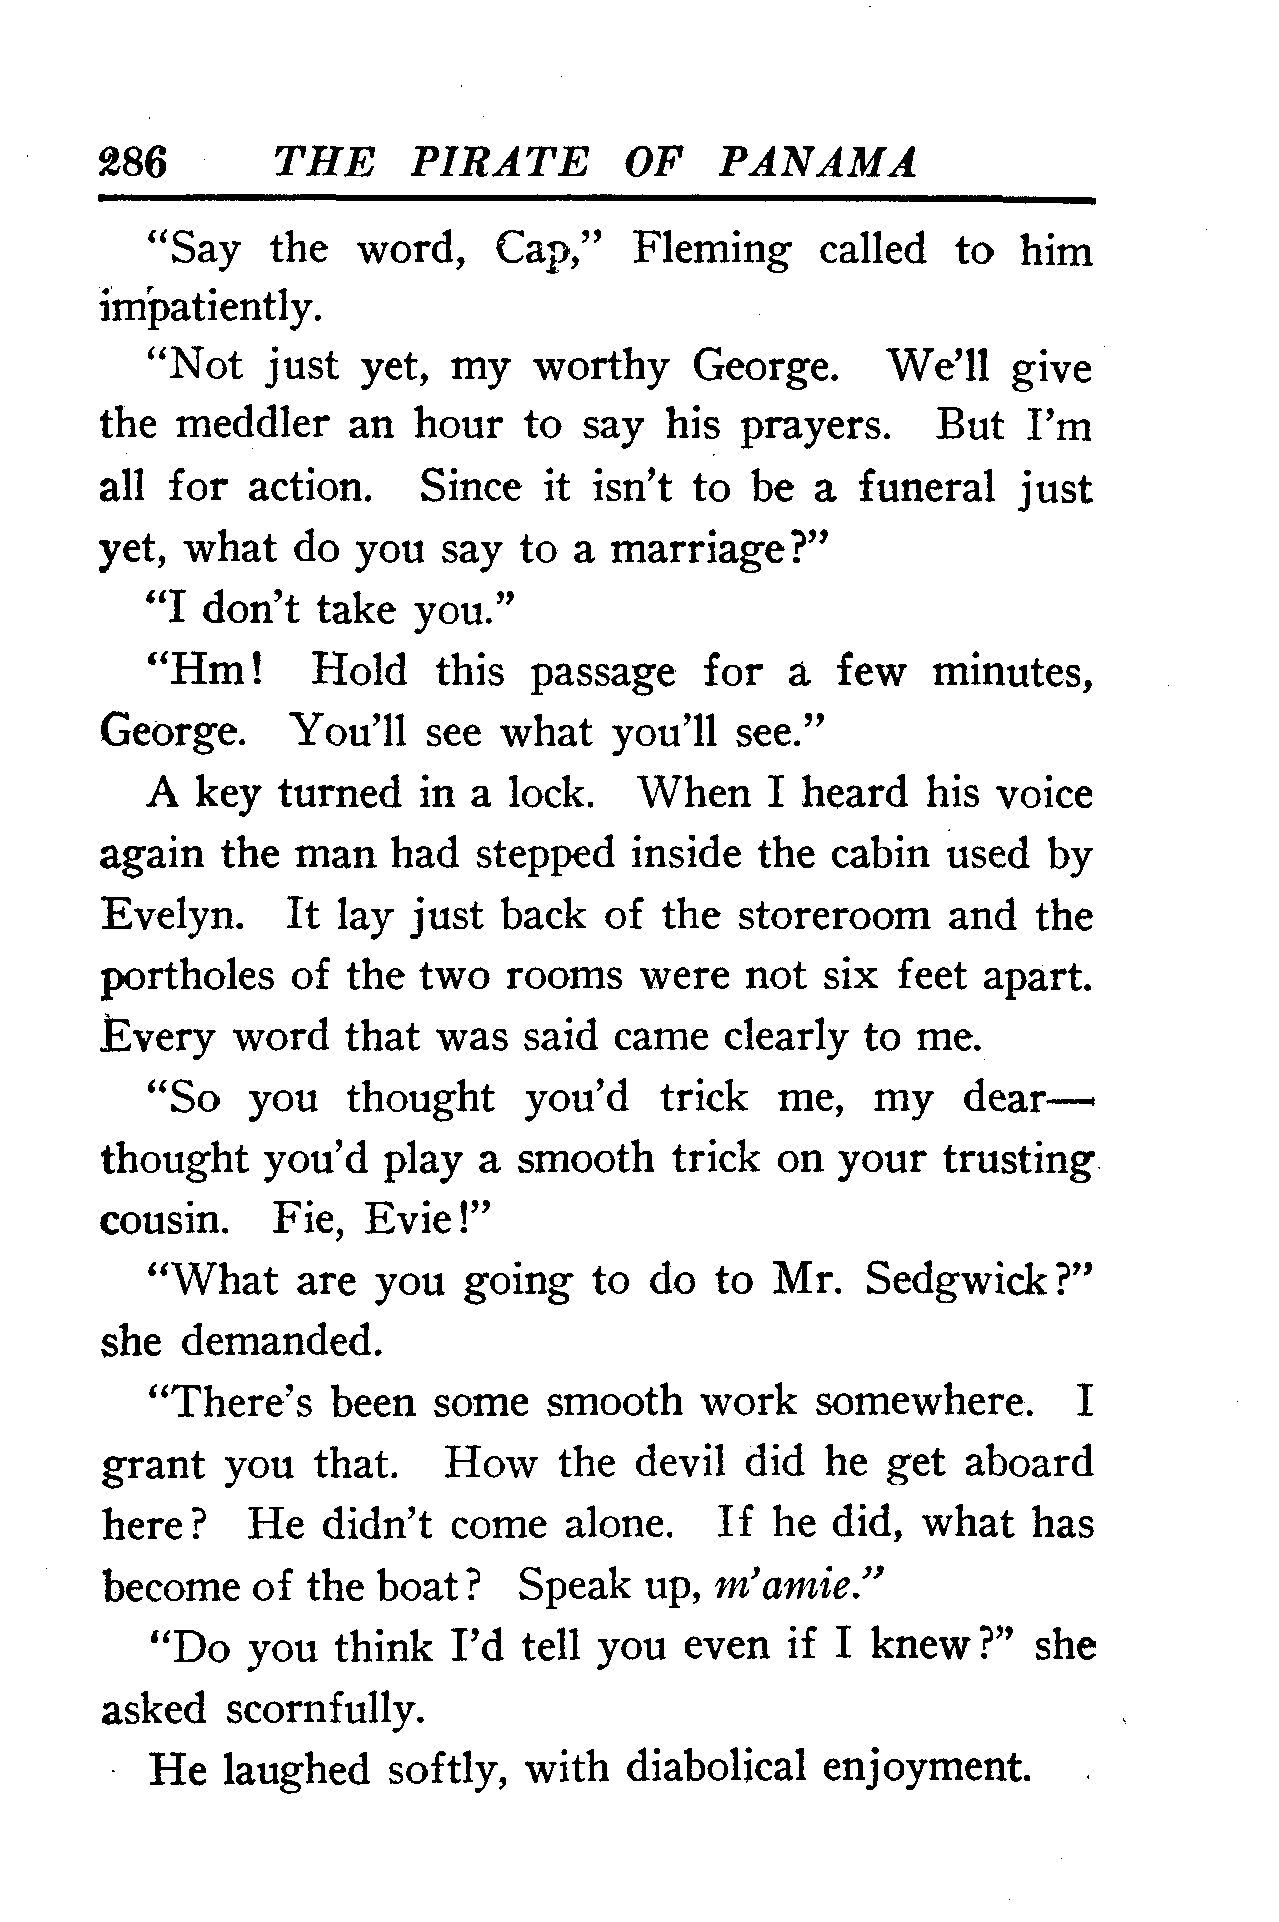 286 THE PIRATE OF PANAMA
“Say the word, Cap,” Fleming called to him
impatiently.
“Not just yet, my worthy George. We’ll give
the meddler an hour to say his prayers. But I’m
all for action. Since it isn’t to be a funeral just
yet, what do you say to a marriage?”
“I don’t take you.”
“Hm! Hold this passage for a few minutes,
George. You’ll see what you’ll see.”
A key turned in a lock. When I heard his voice
again the man had stepped inside the cabin used by
Evelyn. It lay just back of the storeroom and the
portholes of the two rooms were not six feet apart.
Every word that was said came clearly to me.
“So you thought you’d trick me, my dear—
thought you’d play a smooth trick on your trusting
cousin. Fie, Evie!”
“What are you going to do to Mr. Sedgwick?”
she demanded.
“There’s been some smooth work somewhere. I
grant you that. How the devil did he get aboard
here? He didn’t come alone. If he did, what has
become of the boat? Speak up, m’amie.”
“Do you think I’d tell you even if I knew?” she
asked scornfully.
He laughed softly, with diabolical enjoyment.